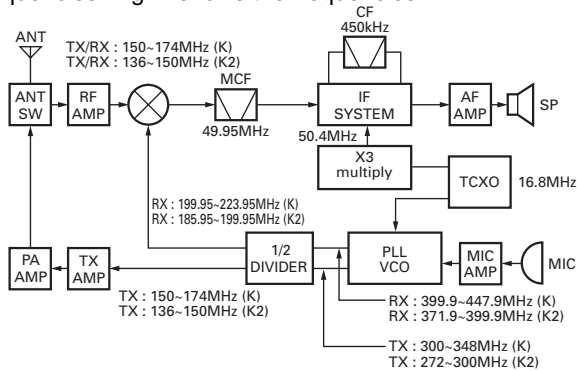 CF
450kHz
ANT
TX/RX : 150~174MHz (K)
TX/RX : 136~150MHz (K2)
MCF
ANT
SW
RF
AMP
IF
SYSTEM
AF
AMP
SP
49.95MHz
50.4MHz
X3
multiply
TCXO
16.8MHz
RX : 199.95~223.95MHz (K)
RX : 185.95~199.95MHz (K2)
PA
AMP
TX
AMP
1/2
DIVIDER
PLL
VCO
MIC
AMP
MIC
TX : 150~174MHz (K)
TX : 136~150MHz (K2)
RX : 399.9~447.9MHz (K)
RX : 371.9~399.9MHz (K2)
TX : 300~348MHz (K)
TX : 272~300MHz (K2)